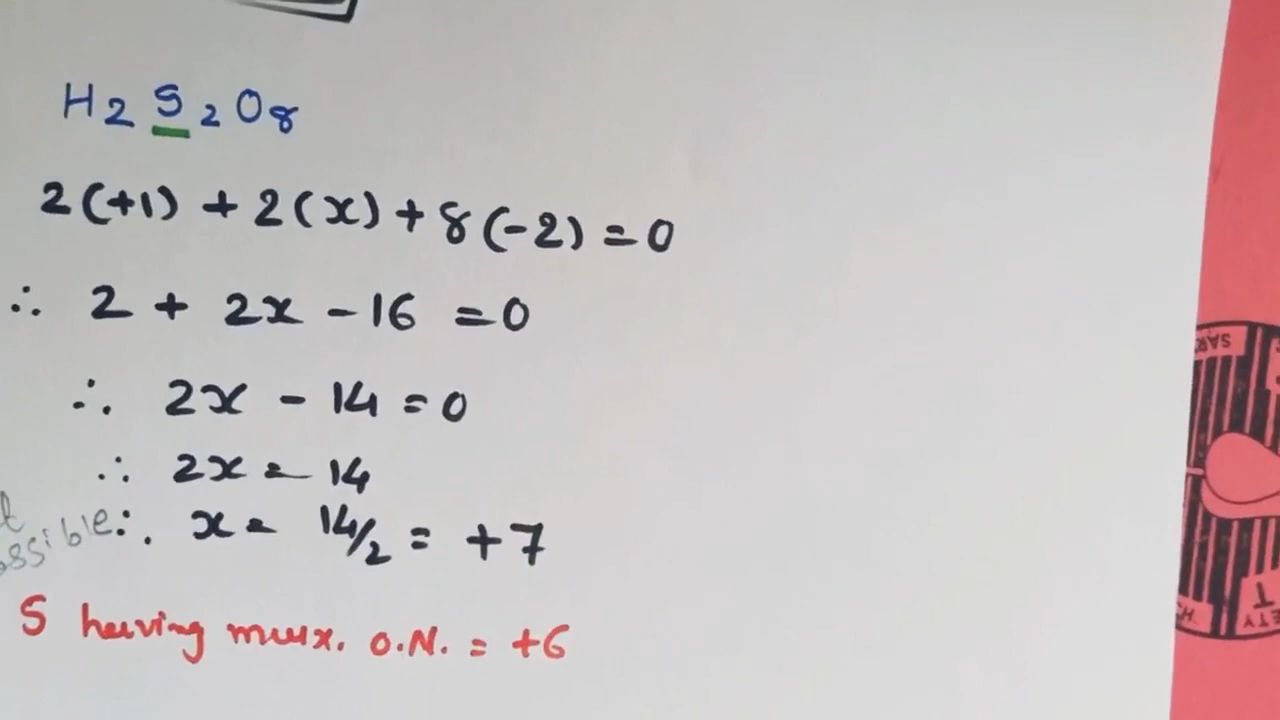 H2S2O8
2(+1) + 2(x) + 8(-2) = 0
∴ 2 + 2x - 16 = 0
∴ 2x - 14 = 0
∴ 2x = 14
∴ x = 14/2 = +7
S having max. O.N. = +6